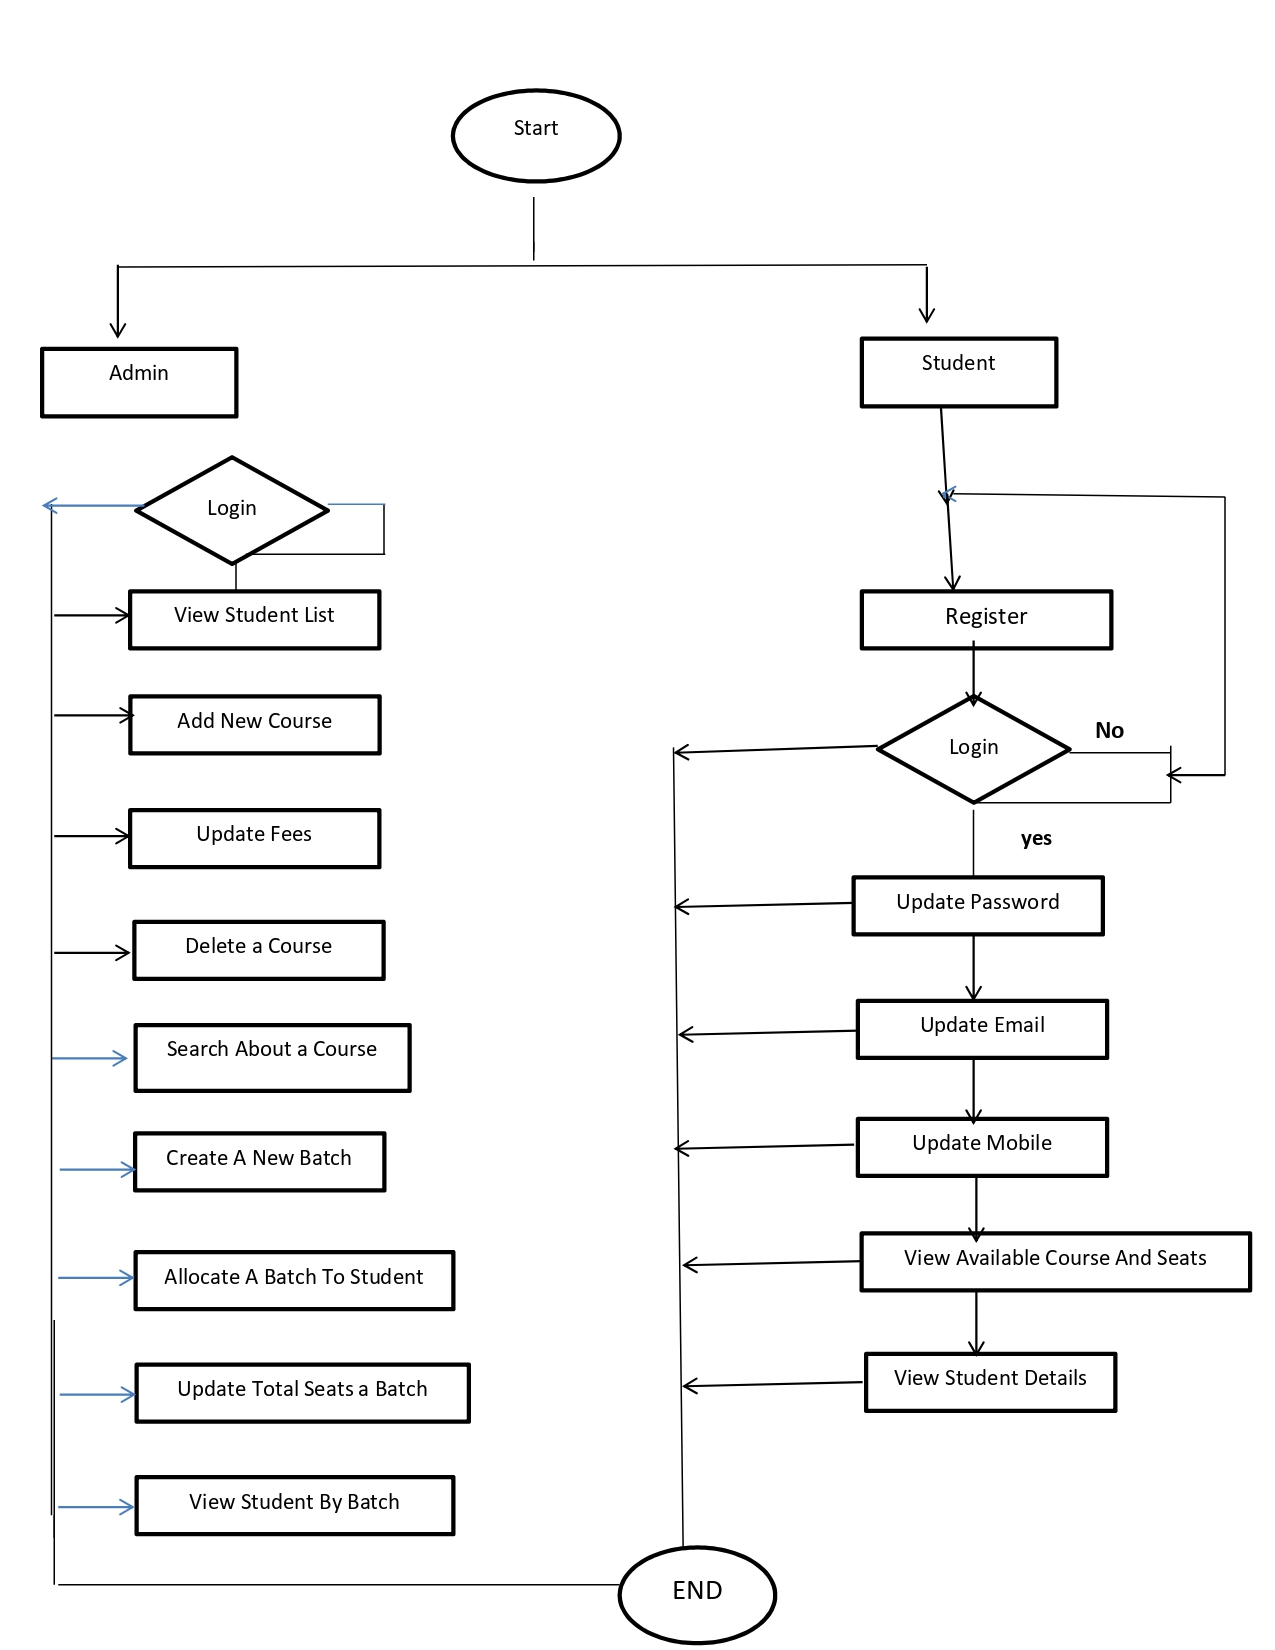 Start
Admin
Student
Login
View Student List
Add New Course
Update Fees
Delete a Course
Search About a Course
Create A New Batch
Allocate A Batch To Student
Update Total Seats a Batch
View Student By Batch
Register
Login
No
yes
Update Password
Update Email
Update Mobile
View Available Course And Seats
View Student Details
END